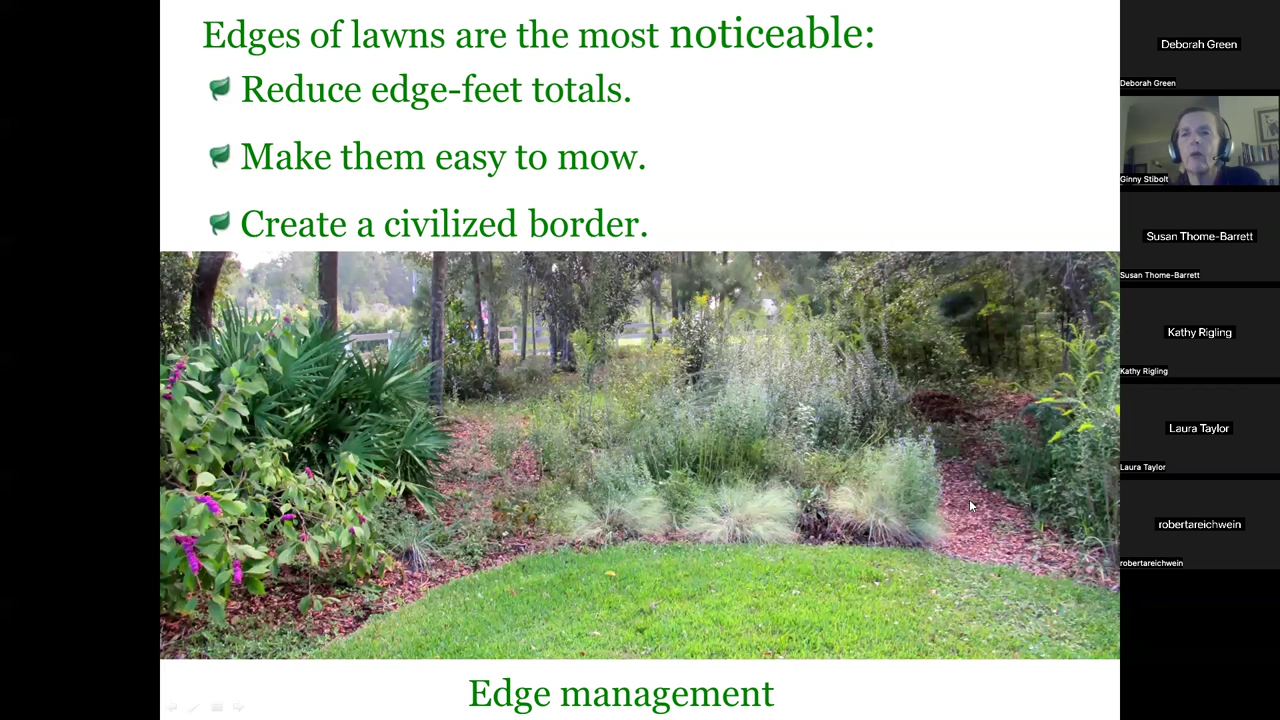 Edges of lawns are the most noticeable:
Reduce edge-feet totals.
Make them easy to mow.
Create a civilized border.
Edge management
Deborah Green
Deborah Green
Ginny Stibolt
Susan Thome-Barrett
Susan Thome-Barrett
Kathy Rigling
Kathy Rigling
Laura Taylor
Laura Taylor
robertareichwein
robertareichwein